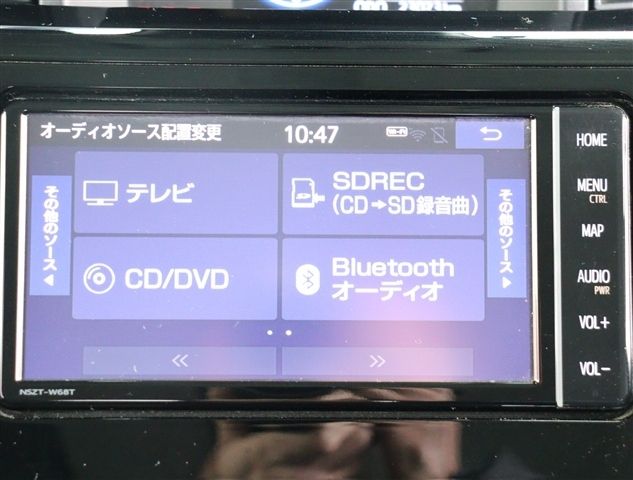 オーディオソース配置変更
10:47
Wi-Fi
HOME
MENU
CTRL
MAP
AUDIO
PWR
VOL+
VOL-
その他のソース
テレビ
SDREC
(CD→SD録音曲)
その他のソース
CD/DVD
Bluetooth
オーディオ
NSZT-W68T